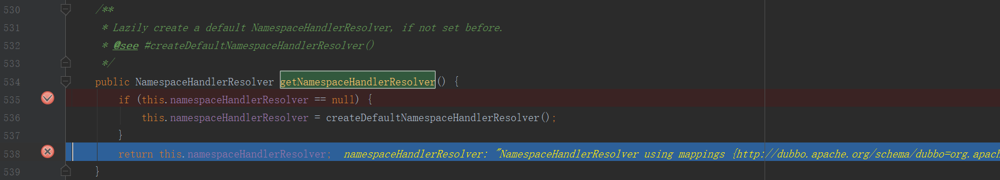 530 /**
531 * Lazily create a default NamespaceHandlerResolver, if not set before.
532 * @see #createDefaultNamespaceHandlerResolver()
533 */
534 public NamespaceHandlerResolver getNamespaceHandlerResolver() {
535 if (this.namespaceHandlerResolver == null) {
536 this.namespaceHandlerResolver = createDefaultNamespaceHandlerResolver();
537 }
538 return this.namespaceHandlerResolver; namespaceHandlerResolver: "NamespaceHandlerResolver using mappings {http://dubbo.apache.org/schema/dubbo=org.apach
539 }